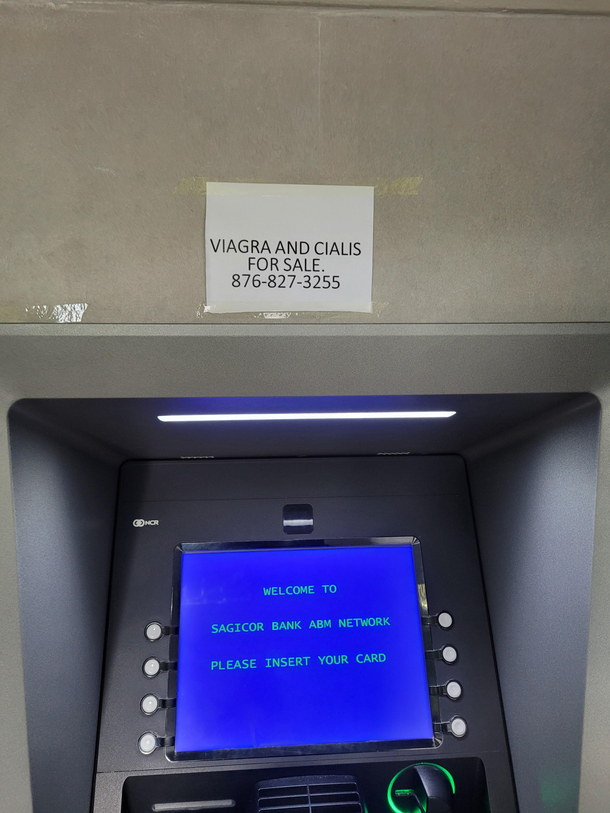 VIAGRA AND CIALIS
FOR SALE.
876-827-3255
NCR
WELCOME TO
SAGICOR BANK ABM NETWORK
PLEASE INSERT YOUR CARD